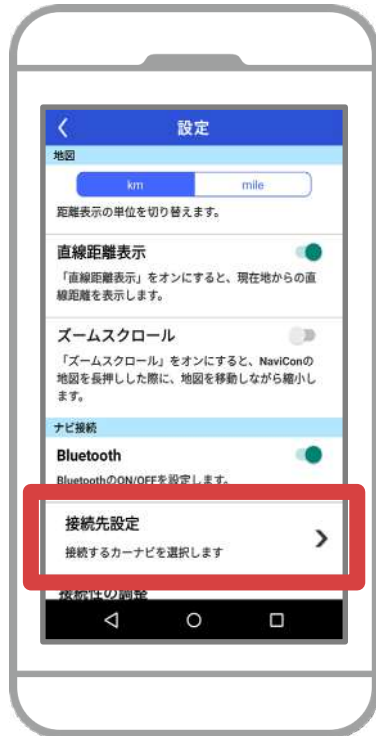 設定
地図
km mile
距離表示の単位を切り替えます。
直線距離表示
「直線距離表示」をオンにすると、現在地からの直
線距離を表示します。
ズームスクロール
「ズームスクロール」をオンにすると、NaviConの
地図を長押しした際に、地図を移動しながら縮小し
ます。
ナビ接続
Bluetooth
BluetoothのON/OFFを設定します。
接続先設定
接続するカーナビを選択します
接続性の調整